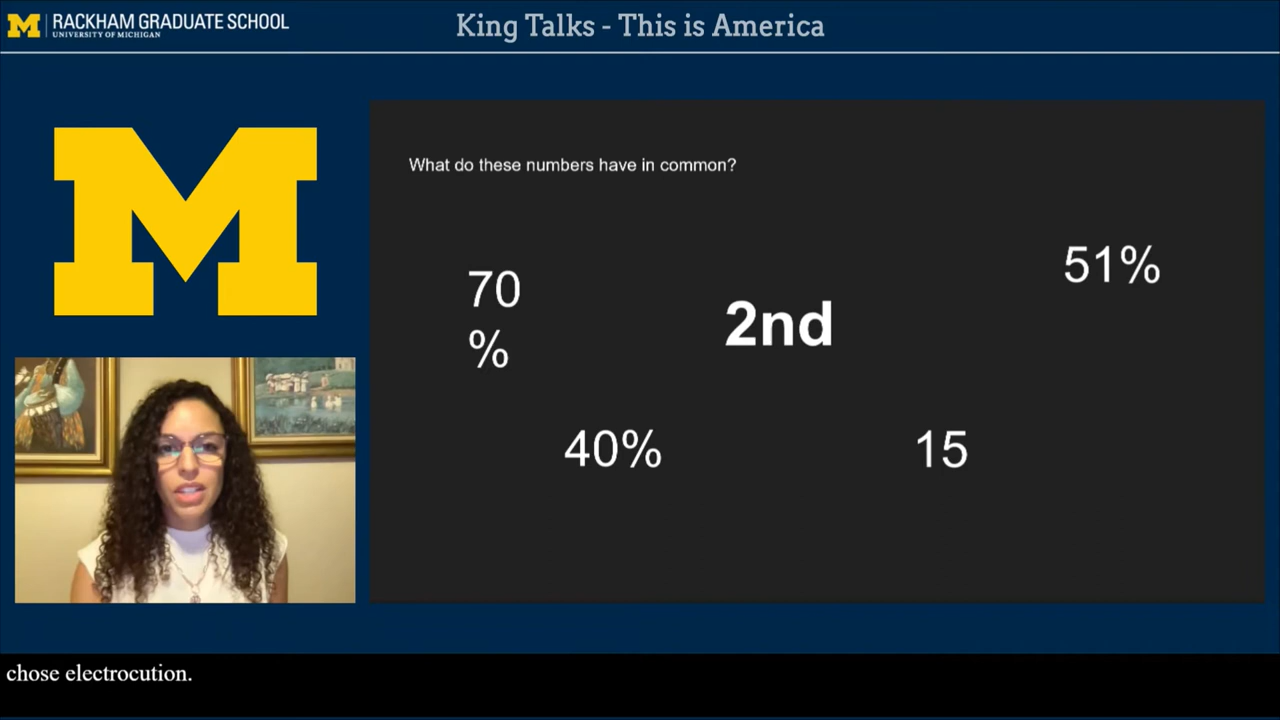 M RACKHAM GRADUATE SCHOOL
UNIVERSITY OF MICHIGAN
King Talks - This is America
M
What do these numbers have in common?
51%
70
%
2nd
40%
15
chose electrocution.